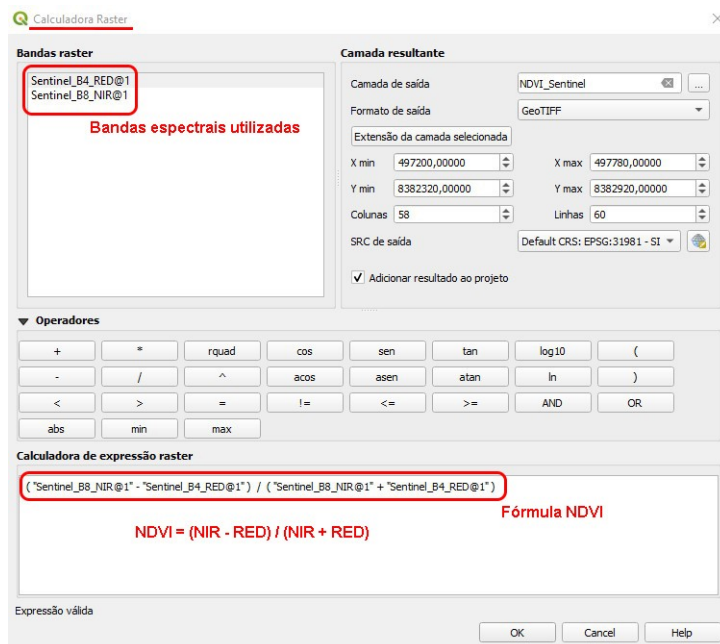 Calculadora Raster
Bandas raster
Sentinel_B4_RED@1
Sentinel_B8_NIR@1
Bandas espectrais utilizadas
Camada resultante
Camada de saída NDVI_Sentinel ...
Formato de saída GeoTIFF
Extensão da camada selecionada
X min 497200,00000 X max 497780,00000
Y min 8382320,00000 Y max 8382920,00000
Colunas 58 Linhas 60
SRC de saída Default CRS: EPSG:31981 - SI
Adicionar resultado ao projeto
Operadores
+ * rquad cos sen tan log10 (
- / ^ acos asen atan ln )
< > = != <= >= AND OR
abs min max
Calculadora de expressão raster
( "Sentinel_B8_NIR@1" - "Sentinel_B4_RED@1" ) / ( "Sentinel_B8_NIR@1" + "Sentinel_B4_RED@1" )
Fórmula NDVI
NDVI = (NIR - RED) / (NIR + RED)
Expressão válida
OK Cancel Help